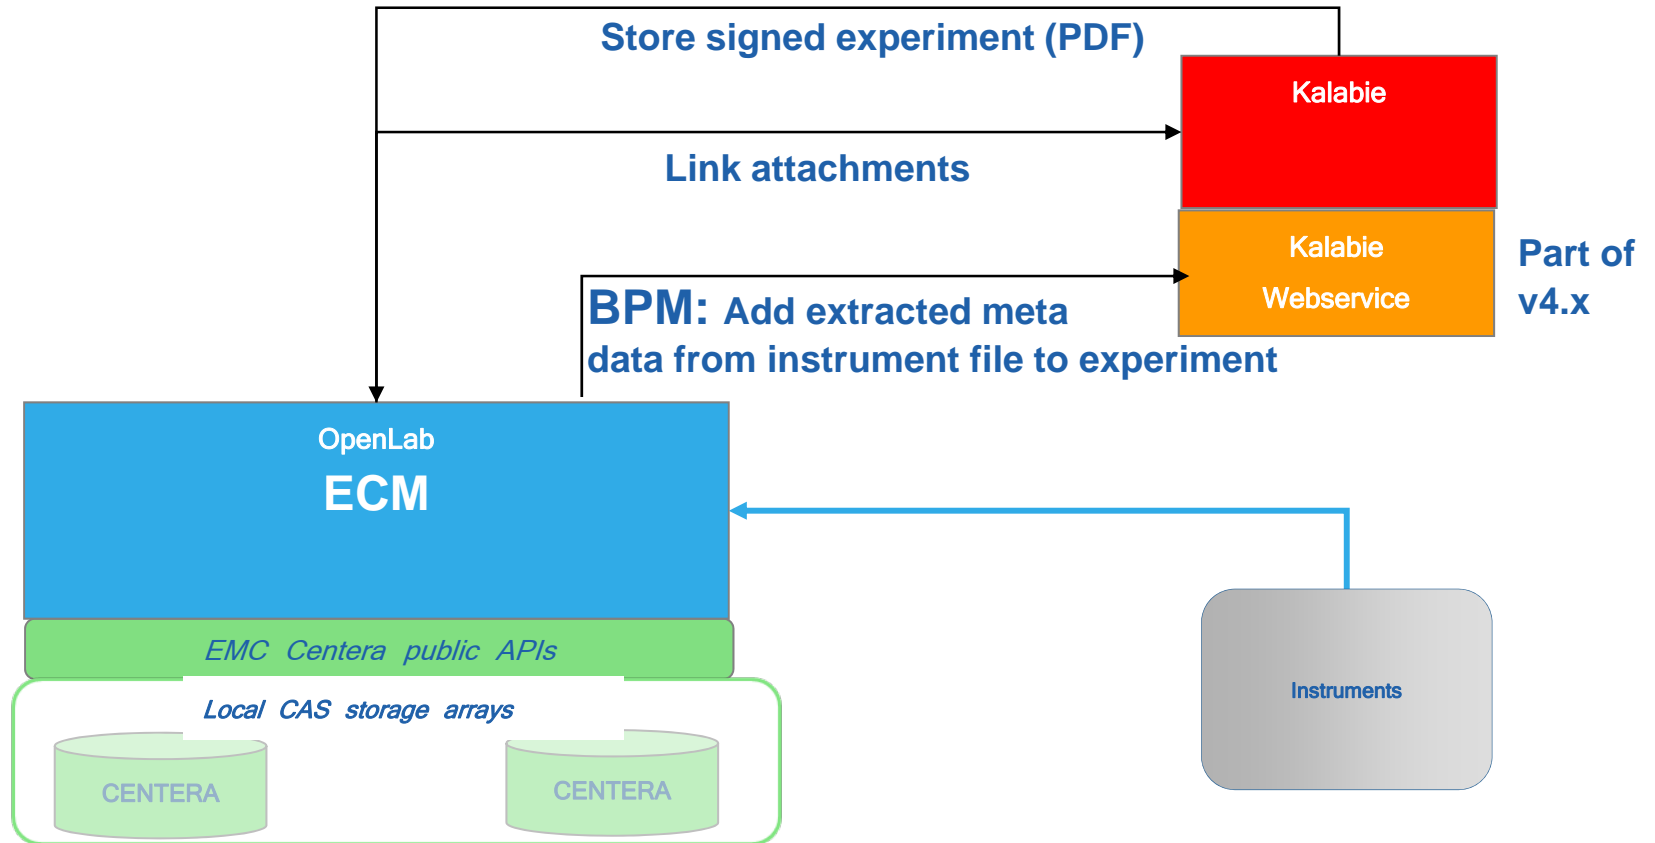 Store signed experiment (PDF)
Kalabie
Link attachments
Kalabie
Webservice
Part of
v4.x
BPM: Add extracted meta
data from instrument file to experiment
OpenLab
ECM
EMC Centera public APIs
Local CAS storage arrays
Instruments
CENTERA
CENTERA